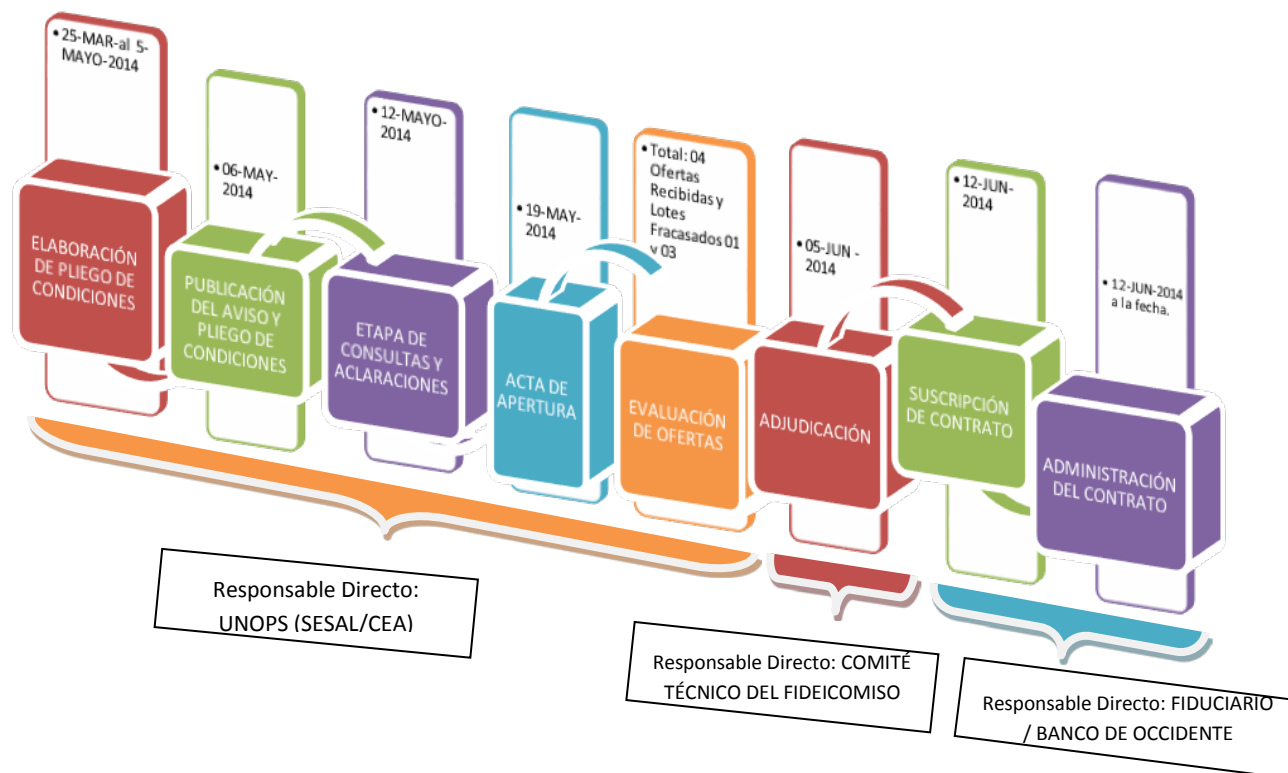 • 25-MAR-al 5-
MAYO-2014
ELABORACIÓN
DE PLIEGO DE
CONDICIONES
• 06-MAY-
2014
PUBLICACIÓN
DEL AVISO Y
PLIEGO DE
CONDICIONES
• 12-MAYO-
2014
ETAPA DE
CONSULTAS Y
ACLARACIONES
• 19-MAY-
2014
ACTA DE
APERTURA
• Total: 04
Ofertas
Recibidas y
Lotes
Fracasados 01
y 03
EVALUACIÓN
DE OFERTAS
• 05-JUN -
2014
ADJUDICACIÓN
• 12-JUN-
2014
SUSCRIPCIÓN
DE CONTRATO
• 12-JUN-2014
a la fecha.
ADMINISTRACIÓN
DEL CONTRATO
Responsable Directo:
UNOPS (SESAL/CEA)
Responsable Directo: COMITÉ
TÉCNICO DEL FIDEICOMISO
Responsable Directo: FIDUCIARIO
/ BANCO DE OCCIDENTE